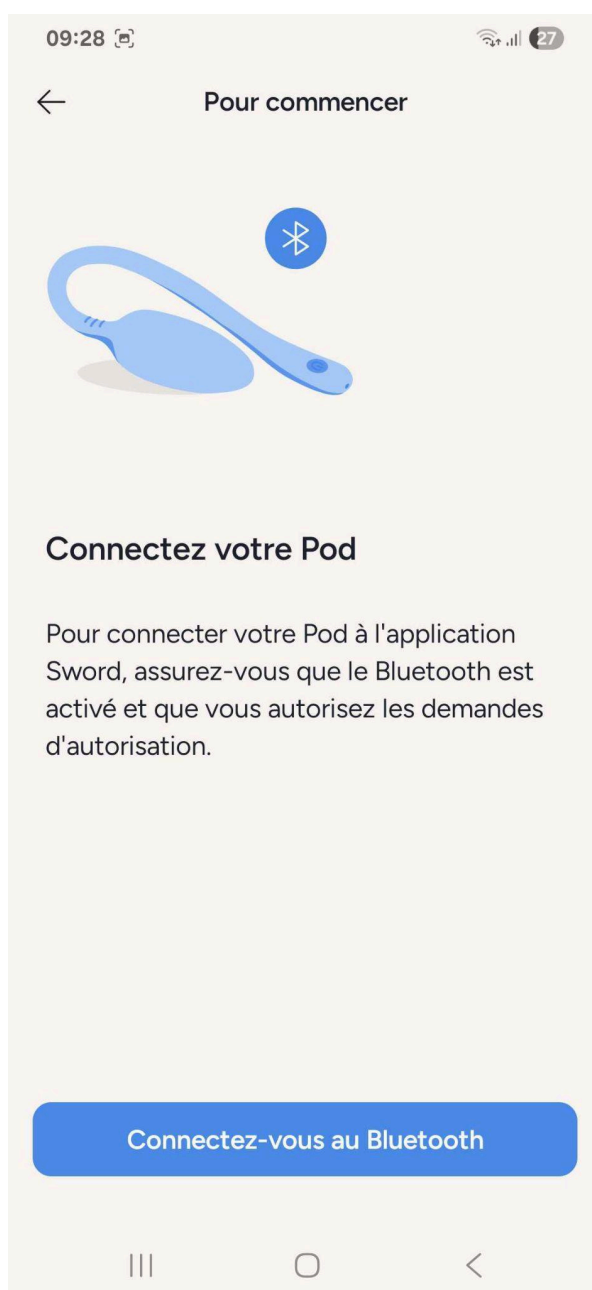 09:28
27
Pour commencer
Connectez votre Pod
Pour connecter votre Pod à l'application
Sword, assurez-vous que le Bluetooth est
activé et que vous autorisez les demandes
d'autorisation.
Connectez-vous au Bluetooth